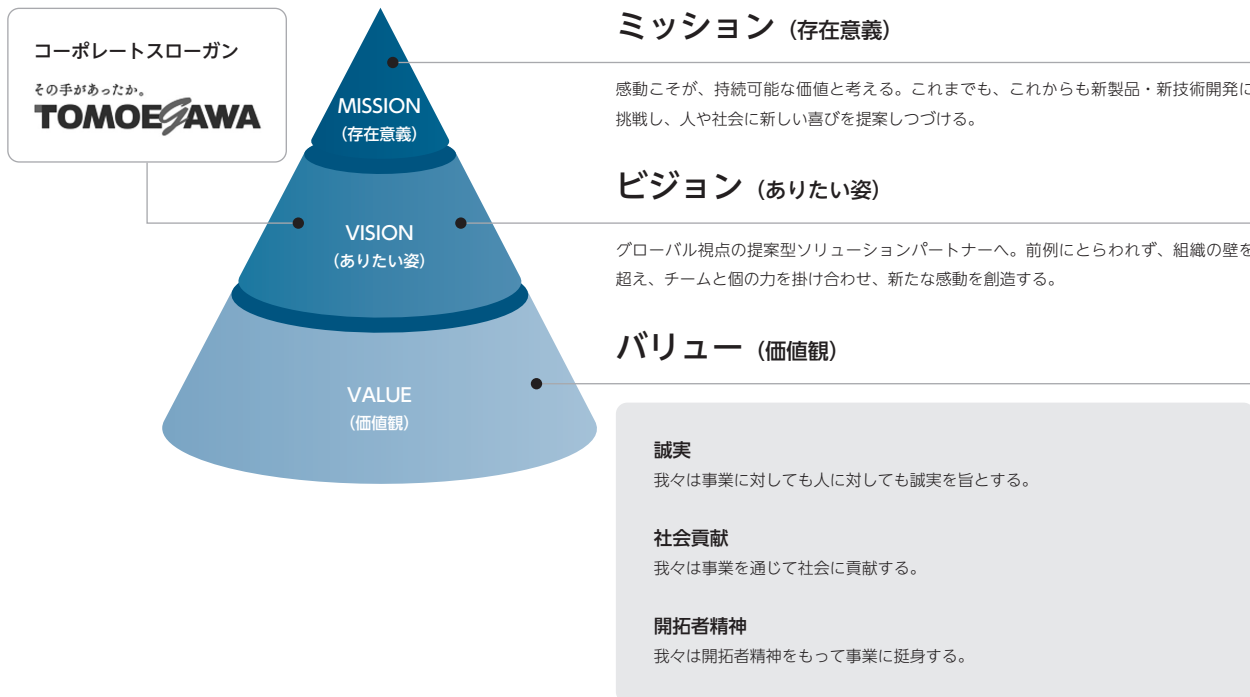 コーポレートスローガン
その手があったか。
TOMOEGAWA
MISSION
(存在意義)
VISION
(ありたい姿)
VALUE
(価値観)
ミッション (存在意義)
感動こそが、持続可能な価値と考える。これまでも、これからも新製品・新技術開発に
挑戦し、人や社会に新しい喜びを提案しつづける。
ビジョン (ありたい姿)
グローバル視点の提案型ソリューションパートナーへ。前例にとらわれず、組織の壁を
超え、チームと個の力を掛け合わせ、新たな感動を創造する。
バリュー (価値観)
誠実
我々は事業に対しても人に対しても誠実を旨とする。
社会貢献
我々は事業を通じて社会に貢献する。
開拓者精神
我々は開拓者精神をもって事業に挺身する。